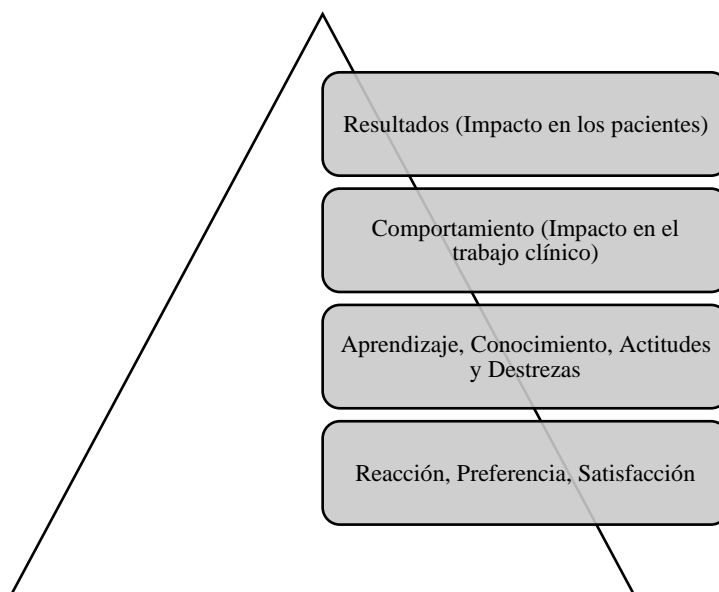 Resultados (Impacto en los pacientes)
Comportamiento (Impacto en el
trabajo clínico)
Aprendizaje, Conocimiento, Actitudes
y Destrezas
Reacción, Preferencia, Satisfacción